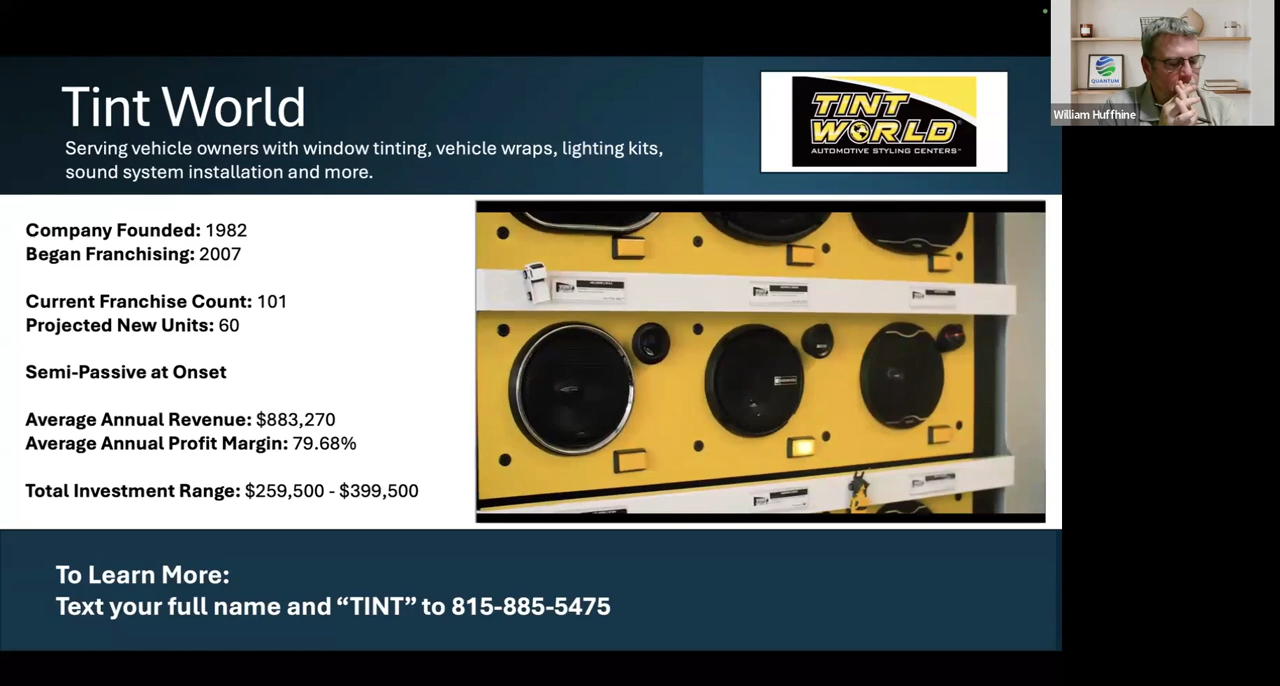 Tint World
Serving vehicle owners with window tinting, vehicle wraps, lighting kits,
sound system installation and more.
TINT
WORLD
AUTOMOTIVE STYLING CENTERS™
QUANTUM
William Huffhine
Company Founded: 1982
Began Franchising: 2007
Current Franchise Count: 101
Projected New Units: 60
Semi-Passive at Onset
Average Annual Revenue: $883,270
Average Annual Profit Margin: 79.68%
Total Investment Range: $259,500 - $399,500
To Learn More:
Text your full name and “TINT” to 815-885-5475